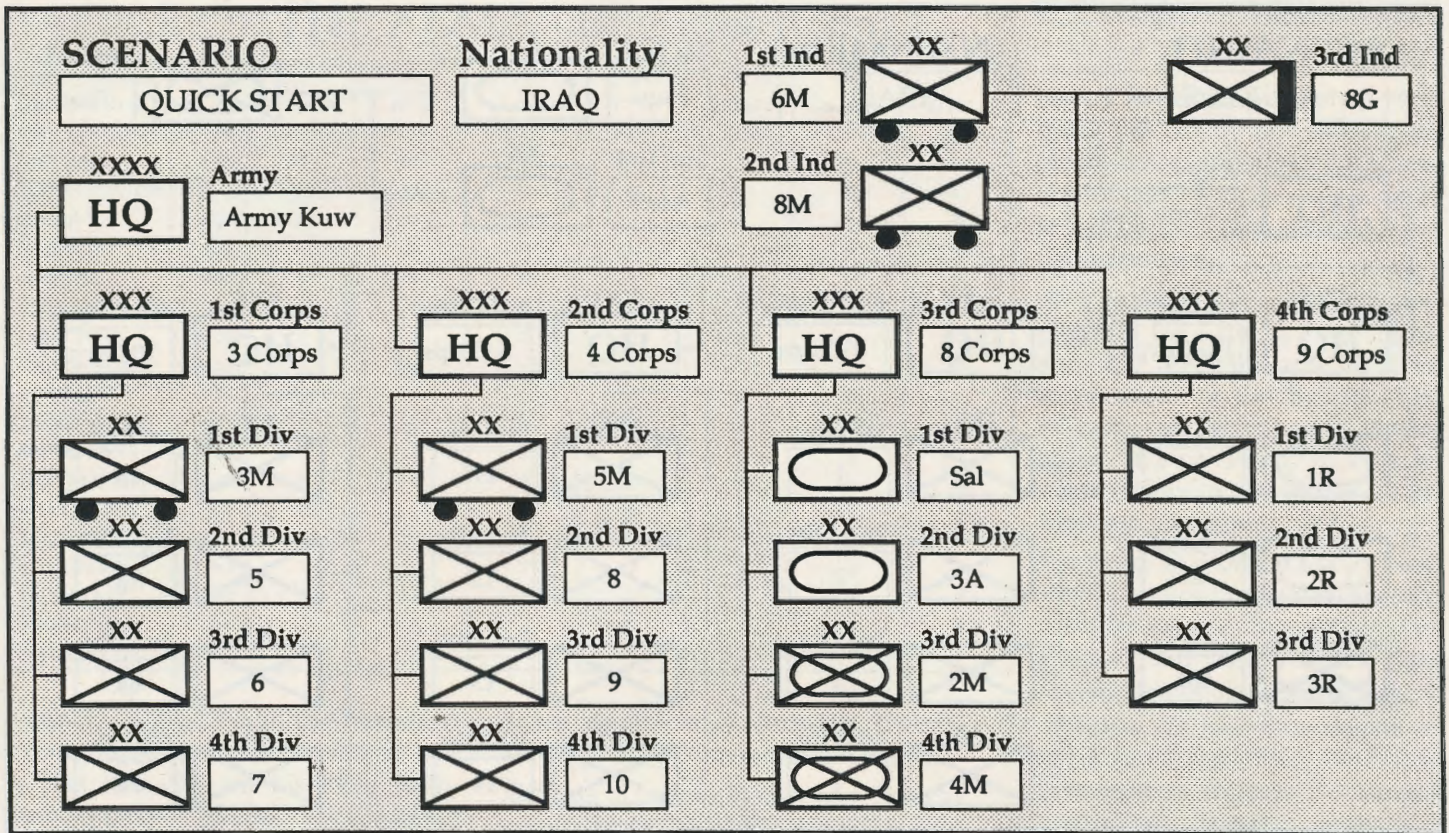 SCENARIO
QUICK START
Nationality
IRAQ
1st Ind
6M
XX
XX
3rd Ind
8G
2nd Ind
8M
XX
XXXX
HQ
Army
Army Kuw
XXX
HQ
1st Corps
3 Corps
XXX
HQ
2nd Corps
4 Corps
XXX
HQ
3rd Corps
8 Corps
XXX
HQ
4th Corps
9 Corps
XX
1st Div
3M
XX
1st Div
5M
XX
1st Div
Sal
XX
1st Div
1R
XX
2nd Div
5
XX
2nd Div
8
XX
2nd Div
3A
XX
2nd Div
2R
XX
3rd Div
6
XX
3rd Div
9
XX
3rd Div
2M
XX
3rd Div
3R
XX
4th Div
7
XX
4th Div
10
XX
4th Div
4M